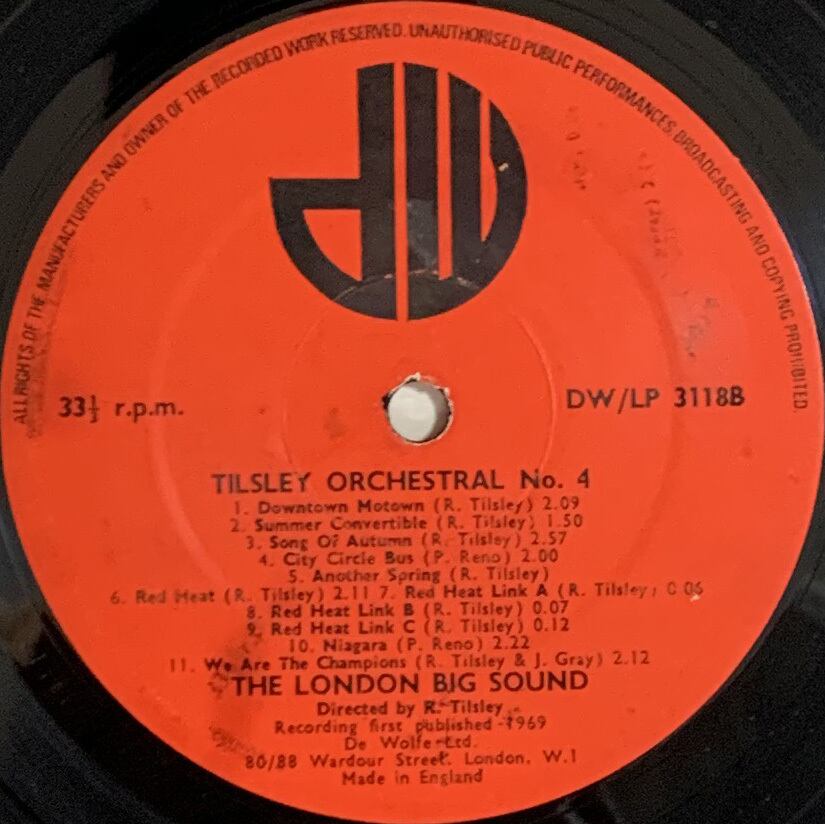 ALL RIGHTS OF THE MANUFACTURERS AND OWNER OF THE RECORDED WORK RESERVED. UNAUTHORISED PUBLIC PERFORMANCES, BROADCASTING AND COPYING PROHIBITED.
dw
33⅓ r.p.m.
DW/LP 3118B
TILSLEY ORCHESTRAL No. 4
1. Downtown Motown (R. Tilsley) 2.09
2. Summer Convertible (R. Tilsley) 1.50
3. Song Of Autumn (R. Tilsley) 2.57
4. City Circle Bus (P. Reno) 2.00
5. Another Spring (R. Tilsley)
6. Red Heat (R. Tilsley) 2.11 7. Red Heat Link A (R. Tilsley) 0.06
8. Red Heat Link B (R. Tilsley) 0.07
9. Red Heat Link C (R. Tilsley) 0.12
10. Niagara (P. Reno) 2.22
11. We Are The Champions (R. Tilsley & J. Gray) 2.12
THE LONDON BIG SOUND
Directed by R. Tilsley
Recording first published 1969
De Wolfe Ltd.
80/88 Wardour Street. London. W.1
Made in England